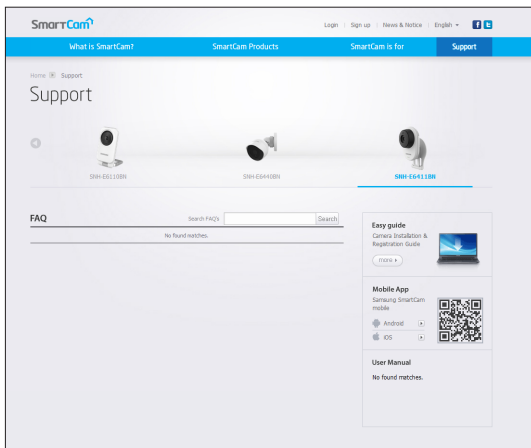 SmartCam
Login | Sign up | News & Notice | English
What is SmartCam? SmartCam Products SmartCam is for Support
Home Support
Support
SNH-E6110BN SNH-E6440BN SNH-E6411BN
FAQ Search FAQ's Search
No found matches.
Easy guide
Camera Installation &
Registration Guide
more
Mobile App
Samsung SmartCam
mobile
Android
iOS
User Manual
No found matches.